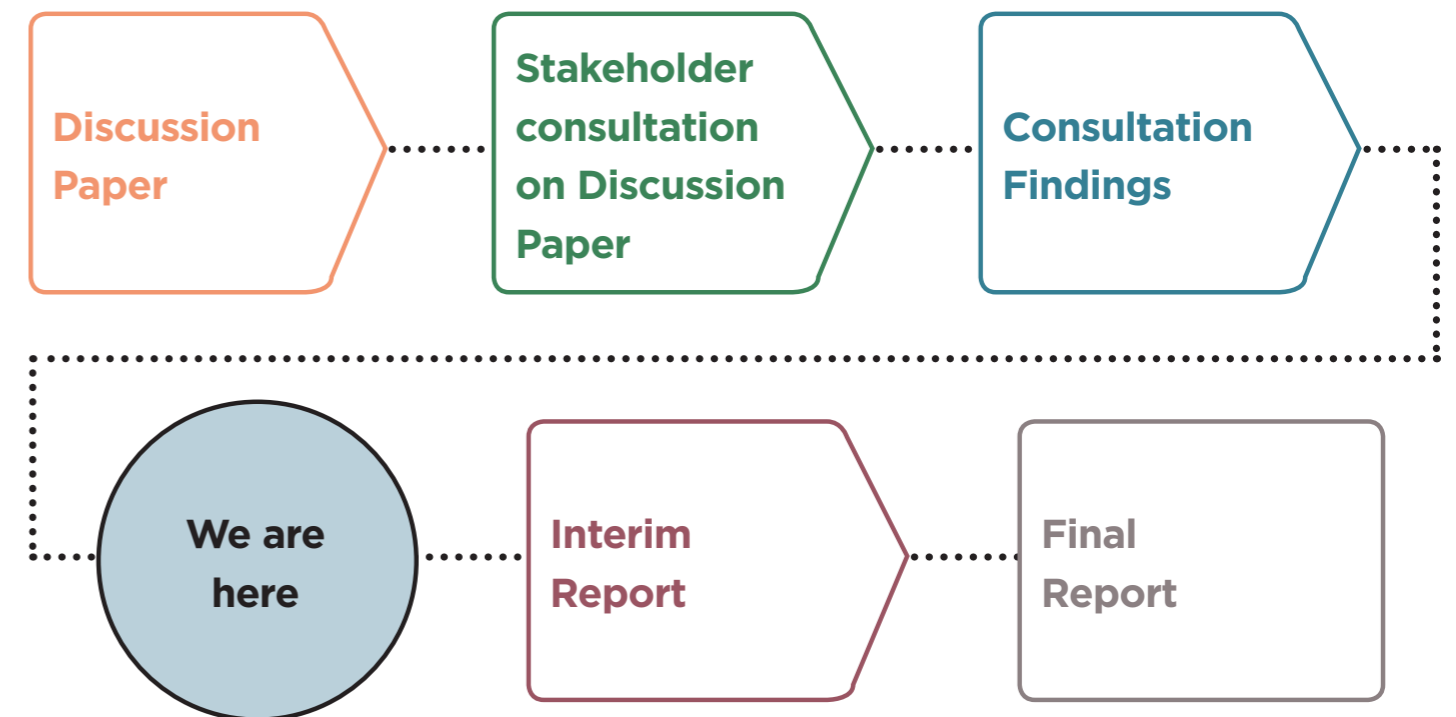 Discussion
Paper
Stakeholder
consultation
on Discussion
Paper
Consultation
Findings
We are
here
Interim
Report
Final
Report